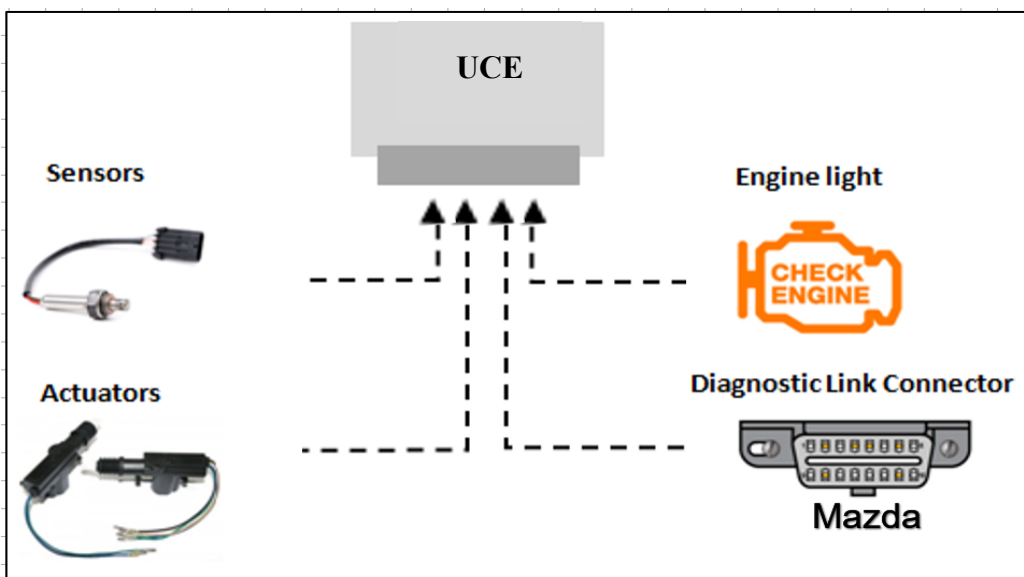 UCE
Sensors
Engine light
CHECK
ENGINE
Actuators
Diagnostic Link Connector
Mazda